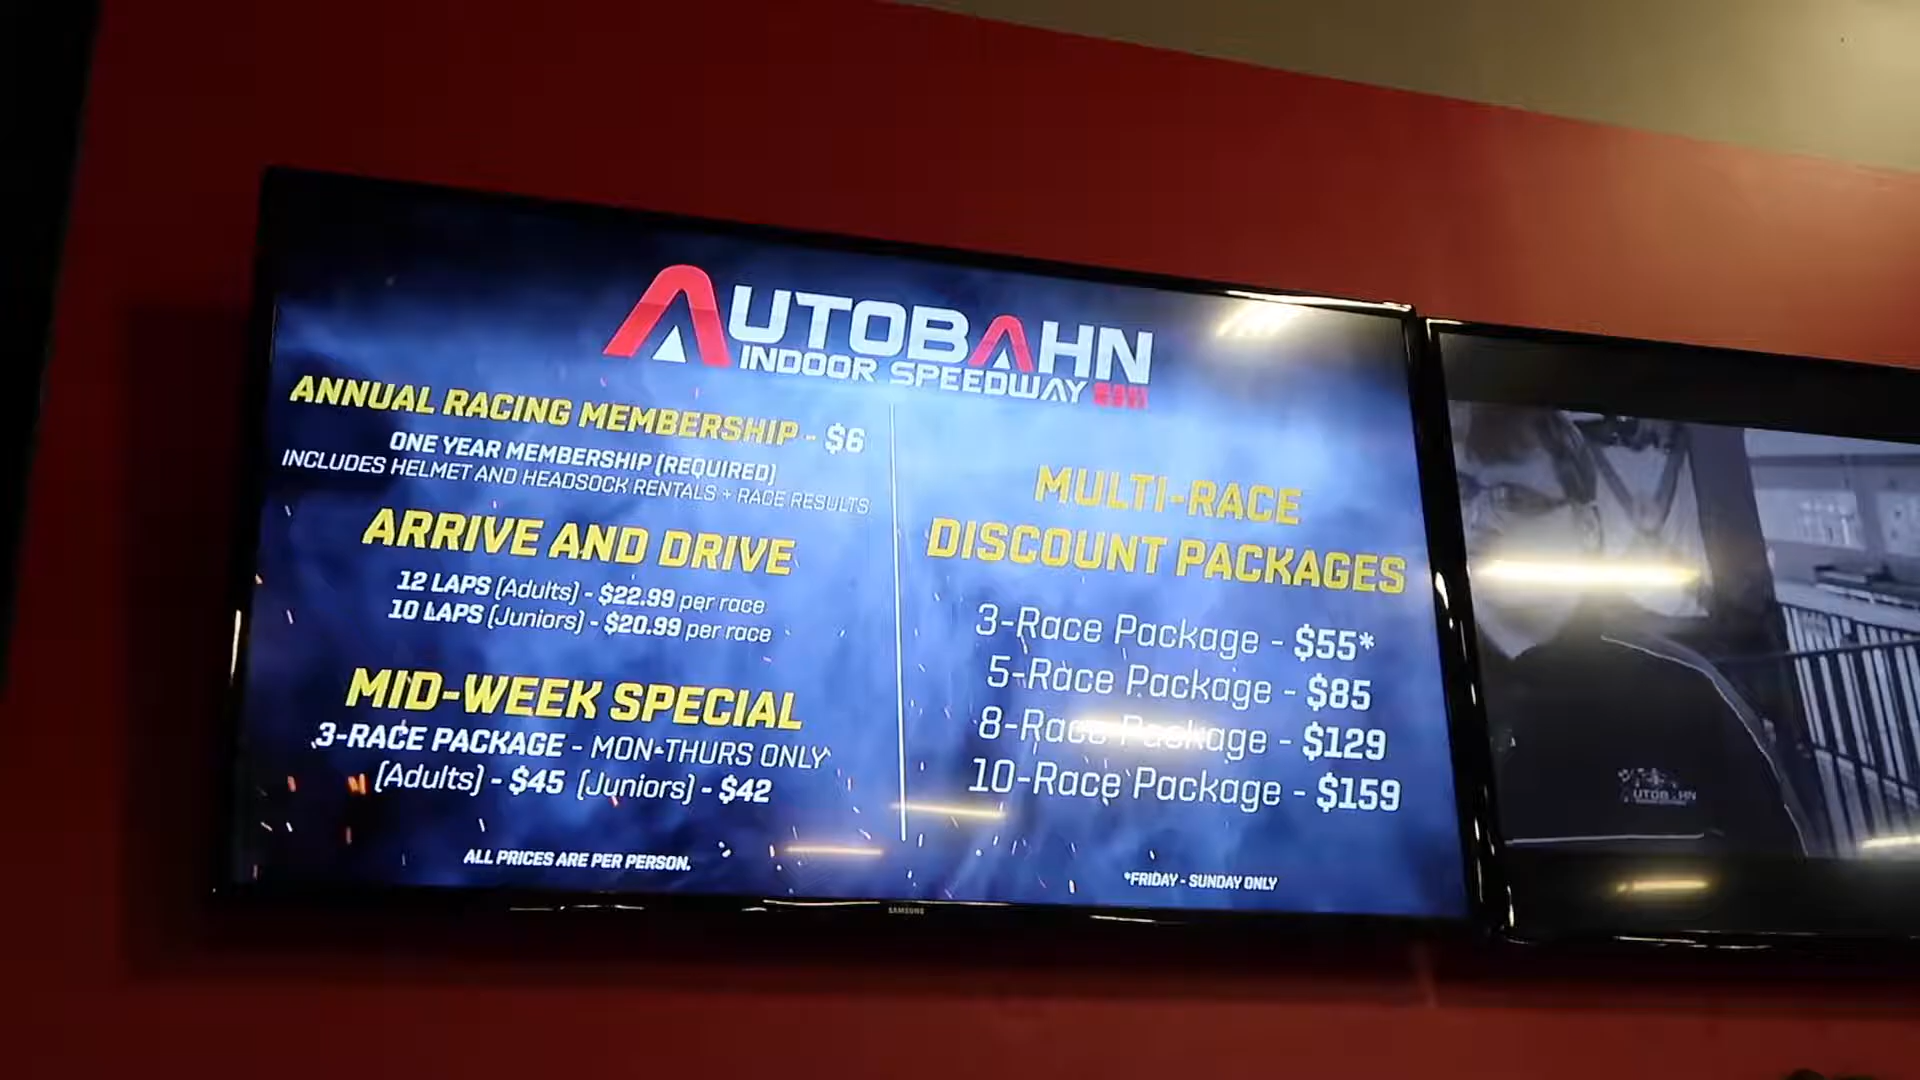 AUTOBAHN
INDOOR SPEEDWAY
ANNUAL RACING MEMBERSHIP - $6
ONE YEAR MEMBERSHIP (REQUIRED)
INCLUDES HELMET AND HEADSOCK RENTALS + RACE RESULTS
ARRIVE AND DRIVE
12 LAPS (Adults) - $22.99 per race
10 LAPS (Juniors) - $20.99 per race
MID-WEEK SPECIAL
3-RACE PACKAGE - MON-THURS ONLY
(Adults) - $45 (Juniors) - $42
ALL PRICES ARE PER PERSON.
MULTI-RACE
DISCOUNT PACKAGES
3-Race Package - $55*
5-Race Package - $85
8-Race Package - $129
10-Race Package - $159
*FRIDAY - SUNDAY ONLY
SAMSUNG